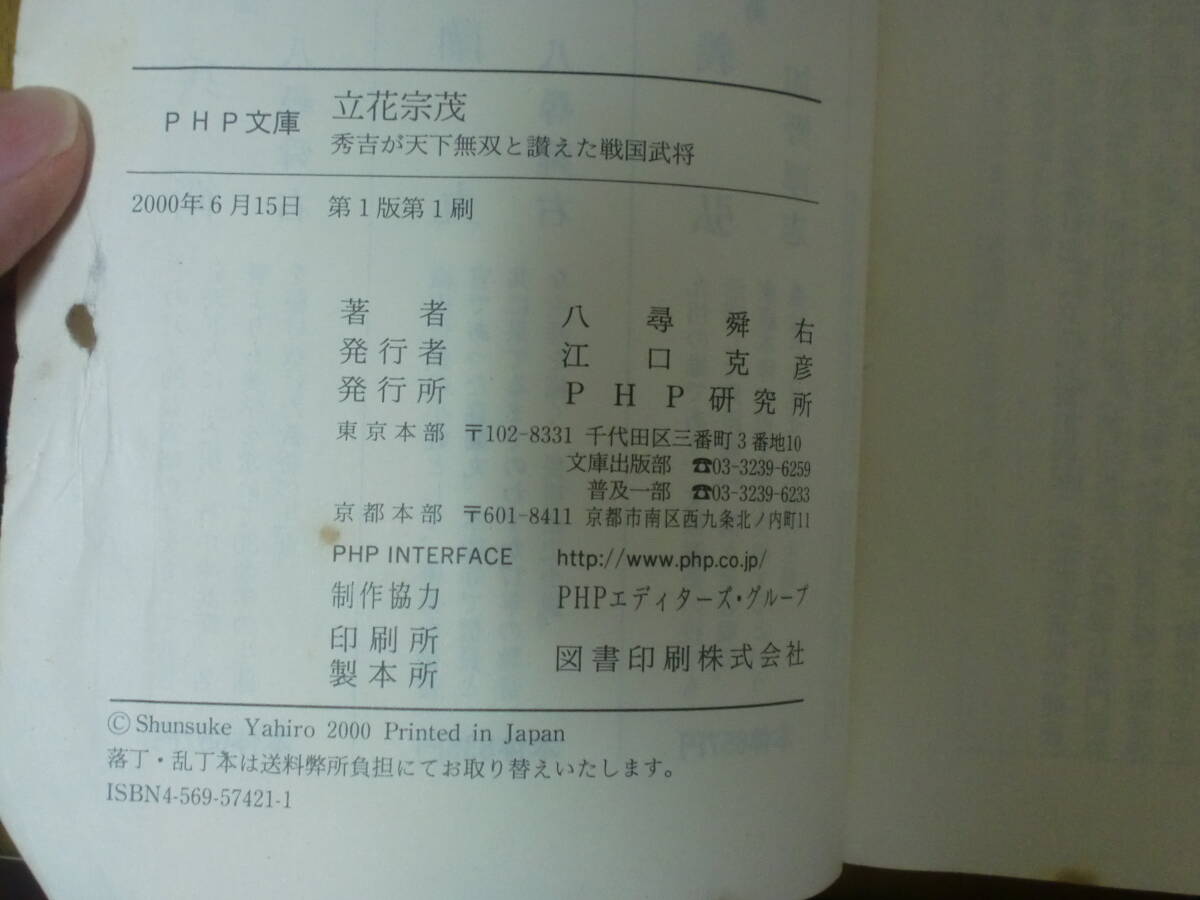 PHP文庫 立花宗茂
秀吉が天下無双と讃えた戦国武将
2000年6月15日 第1版第1刷
著者 八尋舜右
発行者 江口克彦
発行所 PHP研究所
東京本部 〒102-8331 千代田区三番町3番地10
文庫出版部 ☎03-3239-6259
普及一部 ☎03-3239-6233
京都本部 〒601-8411 京都市南区西九条北ノ内町11
PHP INTERFACE http://www.php.co.jp/
制作協力 PHPエディターズ・グループ
印刷所
製本所 図書印刷株式会社
© Shunsuke Yahiro 2000 Printed in Japan
落丁・乱丁本は送料弊所負担にてお取り替えいたします。
ISBN4-569-57421-1